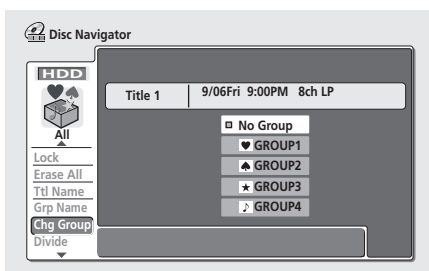 Disc Navigator
HDD
All
Lock
Erase All
Ttl Name
Grp Name
Chg Group
Divide
Title 1 9/06Fri 9:00PM 8ch LP
No Group
GROUP1
GROUP2
GROUP3
GROUP4